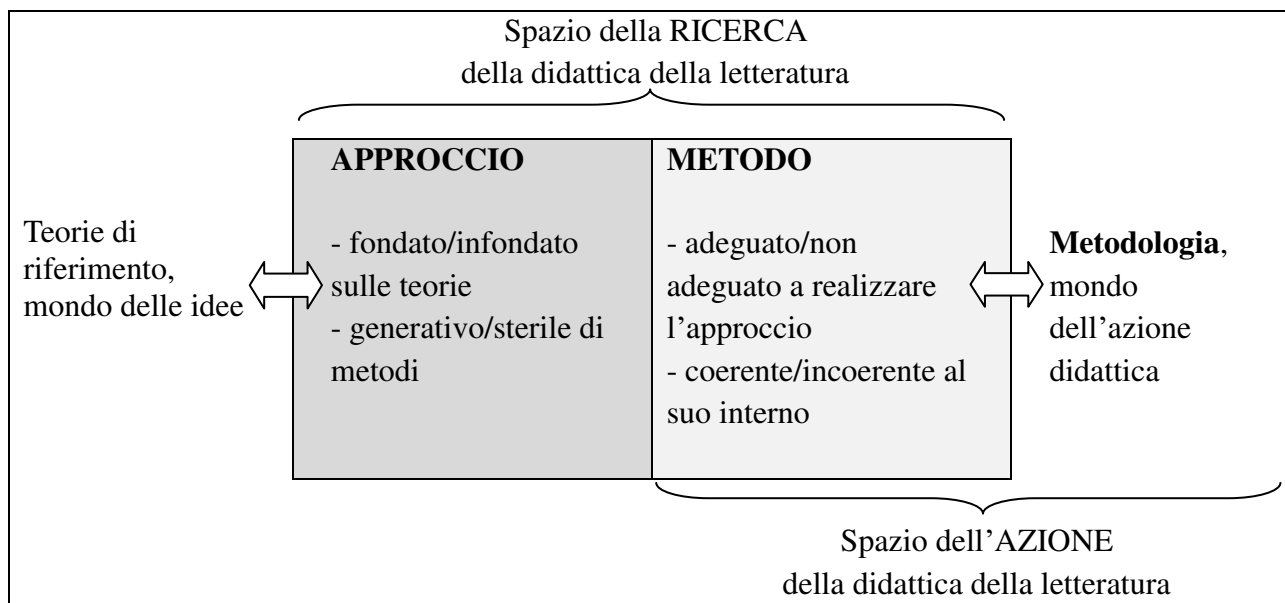 Spazio della RICERCA
della didattica della letteratura
Teorie di
riferimento,
mondo delle idee
APPROCCIO
- fondato/infondato
sulle teorie
- generativo/sterile di
metodi
METODO
- adeguato/non
adeguato a realizzare
l’approccio
- coerente/incoerente al
suo interno
Metodologia,
mondo
dell’azione
didattica
Spazio dell’AZIONE
della didattica della letteratura